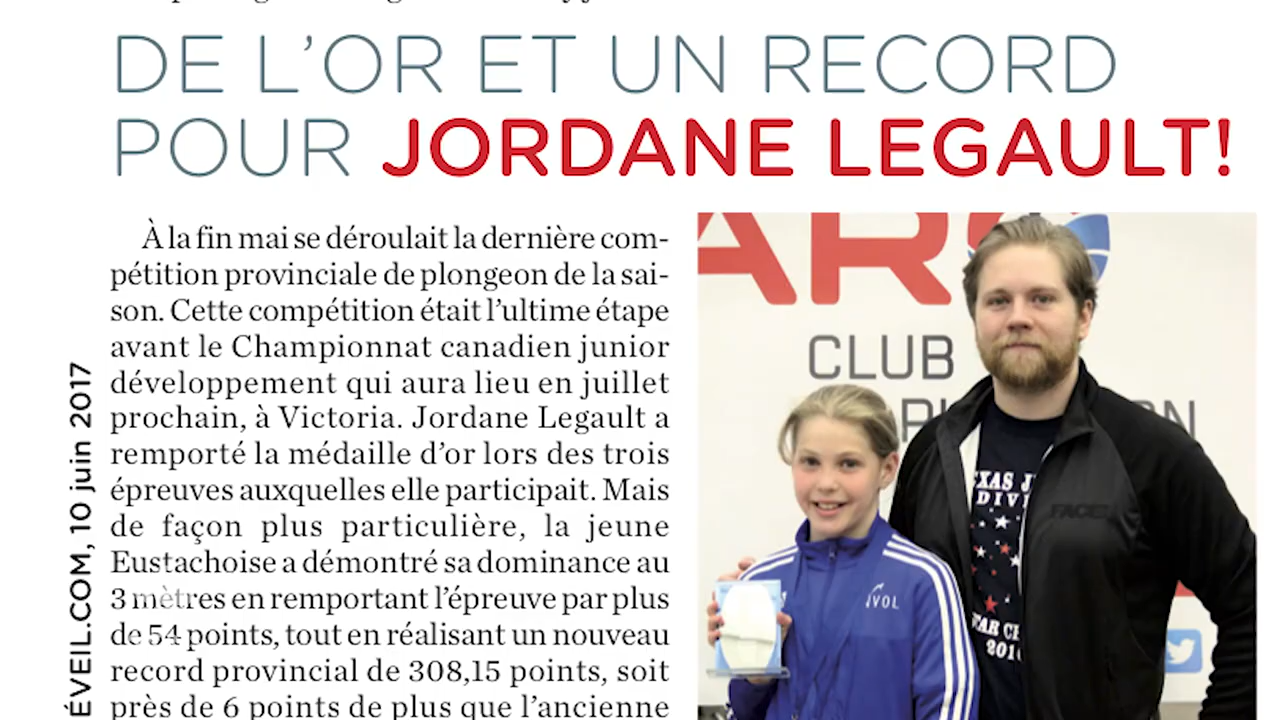 DE L'OR ET UN RECORD
POUR JORDANE LEGAULT!
À la fin mai se déroulait la dernière com-
pétition provinciale de plongeon de la sai-
son. Cette compétition était l'ultime étape
avant le Championnat canadien junior
développement qui aura lieu en juillet
prochain, à Victoria. Jordane Legault a
remporté la médaille d'or lors des trois
épreuves auxquelles elle participait. Mais
de façon plus particulière, la jeune
Eustachoise a démontré sa dominance au
3 mètres en remportant l'épreuve par plus
de 54 points, tout en réalisant un nouveau
record provincial de 308,15 points, soit
près de 6 points de plus que l'ancienne
ÉVEIL.COM, 10 juin 2017
CLUB